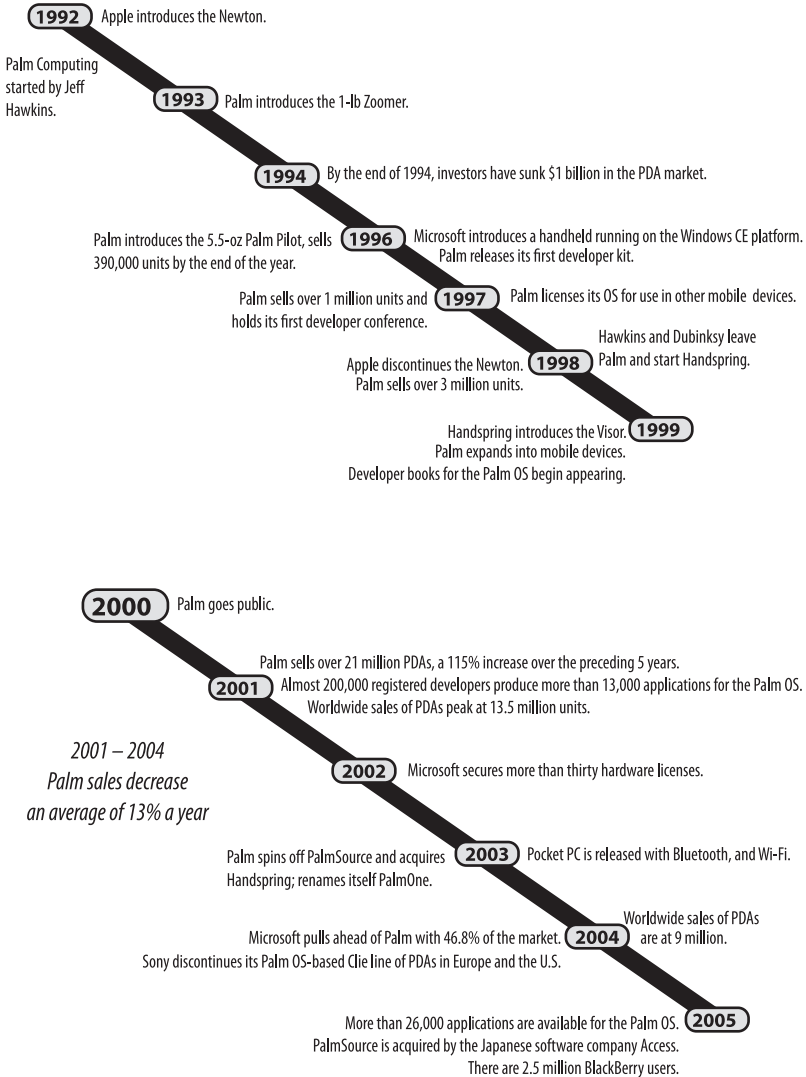 1992 Apple introduces the Newton.
Palm Computing
started by Jeff
Hawkins.
1993 Palm introduces the 1-lb Zoomer.
1994 By the end of 1994, investors have sunk $1 billion in the PDA market.
Palm introduces the 5.5-oz Palm Pilot, sells
390,000 units by the end of the year.
1996
Microsoft introduces a handheld running on the Windows CE platform.
Palm releases its first developer kit.
Palm sells over 1 million units and
holds its first developer conference.
1997
Palm licenses its OS for use in other mobile devices.
Apple discontinues the Newton.
Palm sells over 3 million units.
1998
Hawkins and Dubinksy leave
Palm and start Handspring.
Handspring introduces the Visor.
Palm expands into mobile devices.
Developer books for the Palm OS begin appearing.
1999
2000 Palm goes public.
2001
Palm sells over 21 million PDAs, a 115% increase over the preceding 5 years.
Almost 200,000 registered developers produce more than 13,000 applications for the Palm OS.
Worldwide sales of PDAs peak at 13.5 million units.
2001 – 2004
Palm sales decrease
an average of 13% a year
2002 Microsoft secures more than thirty hardware licenses.
Palm spins off PalmSource and acquires
Handspring; renames itself PalmOne.
2003
Pocket PC is released with Bluetooth, and Wi-Fi.
Microsoft pulls ahead of Palm with 46.8% of the market.
Sony discontinues its Palm OS-based Clie line of PDAs in Europe and the U.S.
2004
Worldwide sales of PDAs
are at 9 million.
More than 26,000 applications are available for the Palm OS.
PalmSource is acquired by the Japanese software company Access.
There are 2.5 million BlackBerry users.
2005